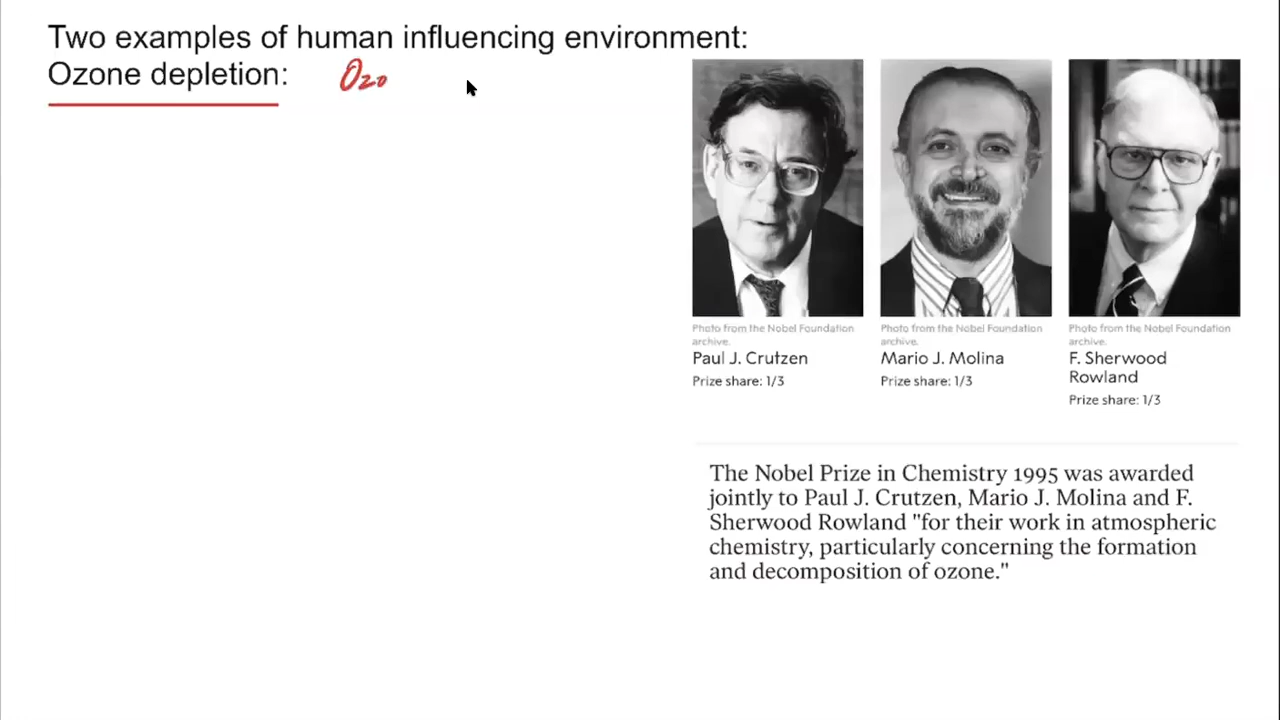 Two examples of human influencing environment:
Ozone depletion:
Ozo
Photo from the Nobel Foundation
archive.
Paul J. Crutzen
Prize share: 1/3
Photo from the Nobel Foundation
archive.
Mario J. Molina
Prize share: 1/3
Photo from the Nobel Foundation
archive.
F. Sherwood
Rowland
Prize share: 1/3
The Nobel Prize in Chemistry 1995 was awarded
jointly to Paul J. Crutzen, Mario J. Molina and F.
Sherwood Rowland "for their work in atmospheric
chemistry, particularly concerning the formation
and decomposition of ozone."